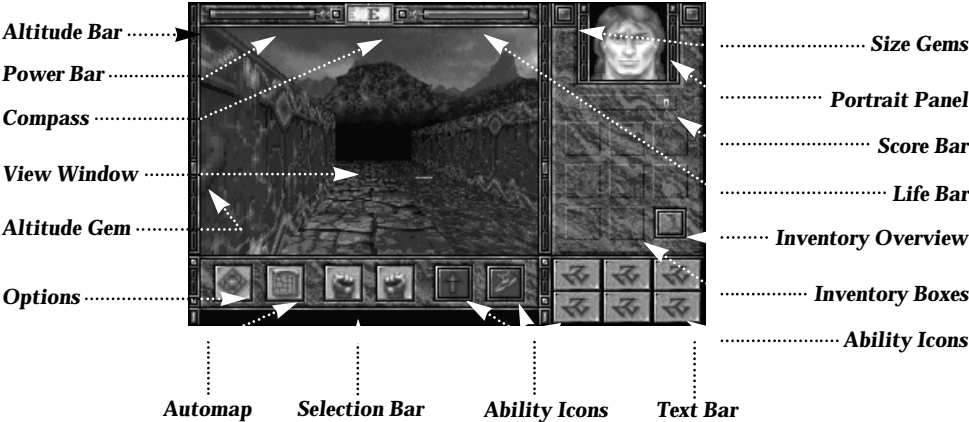 Altitude Bar
Power Bar
Compass
View Window
Altitude Gem
Options
E
Size Gems
Portrait Panel
Score Bar
Life Bar
Inventory Overview
Inventory Boxes
Ability Icons
Automap
Selection Bar
Ability Icons
Text Bar